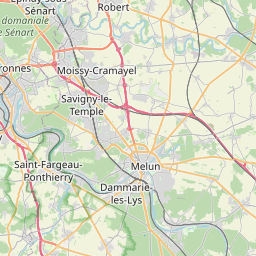 Épinay-sous-
Sénart
Robert
domaniale
de Sénart
Moissy-Cramayel
Savigny-le-
Temple
Saint-Fargeau-
Ponthierry
Melun
Dammarie-
les-Lys